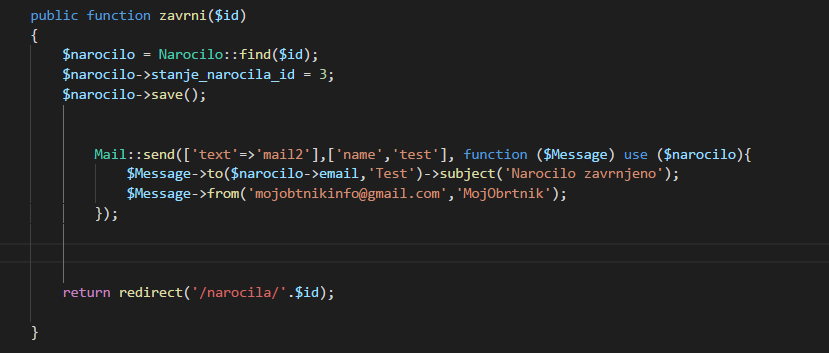 public function zavrni($id)
{
$narocilo = Narocilo::find($id);
$narocilo->stanje_narocila_id = 3;
$narocilo->save();
Mail::send(['text'=>'mail2'],['name','test'], function ($Message) use ($narocilo){
$Message->to($narocilo->email,'Test')->subject('Narocilo zavrnjeno');
$Message->from('mojobtnikinfo@gmail.com','MojObrtnik');
});
return redirect('/narocila/'.$id);
}